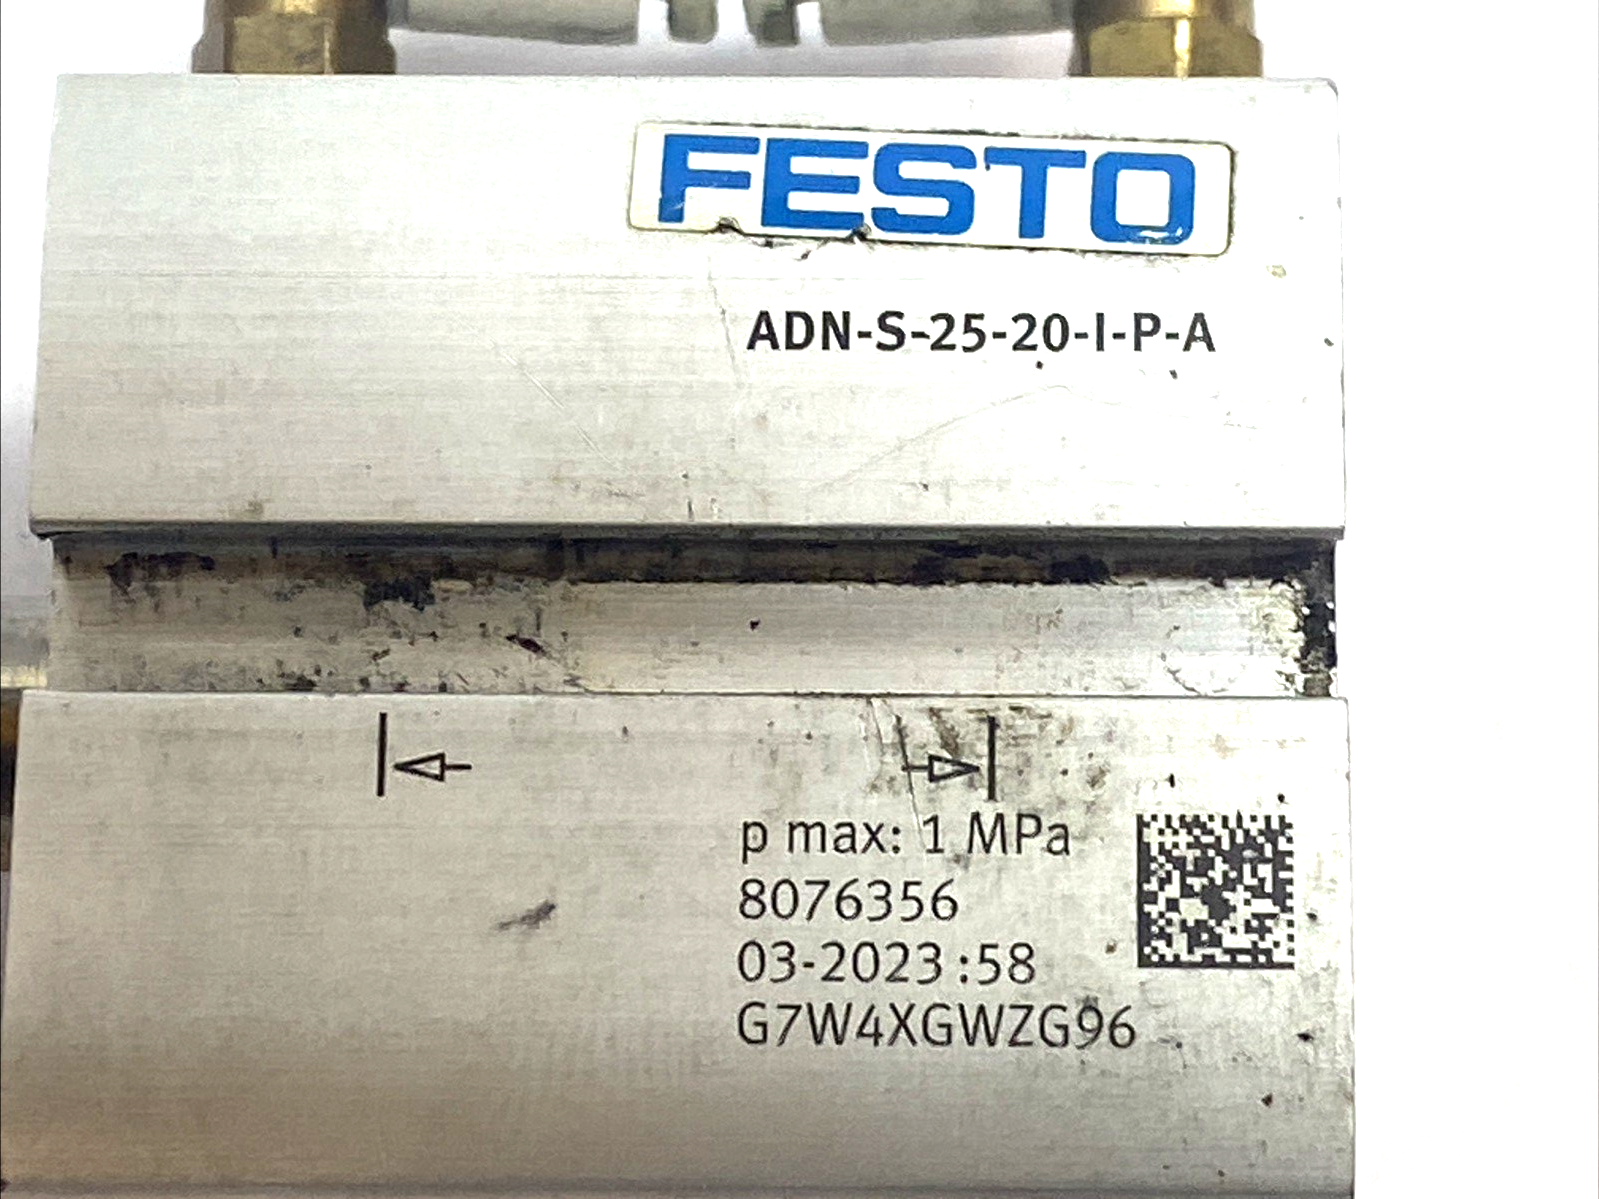 FESTO
ADN-S-25-20-I-P-A
p max: 1 MPa
8076356
03-2023 :58
G7W4XGWZG96